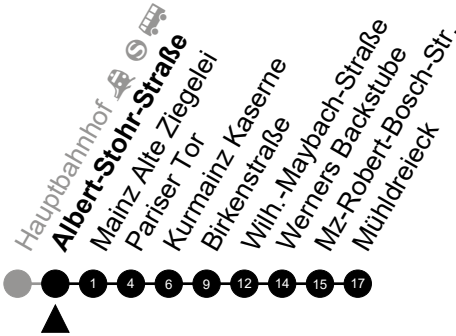 Hauptbahnhof S
Albert-Stohr-Straße
Mainz Alte Ziegelei
Pariser Tor
Kurmainz Kaserne
Birkenstraße
Wilh.-Maybach-Straße
Werners Backstube
Mz-Robert-Bosch-Str.
Mühldreieck
1 4 6 9 12 14 15 17